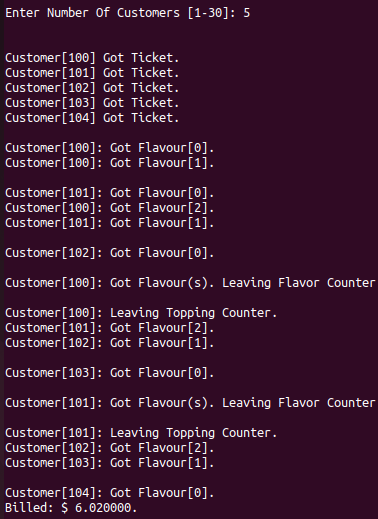 Enter Number Of Customers [1-30]: 5
Customer[100] Got Ticket.
Customer[101] Got Ticket.
Customer[102] Got Ticket.
Customer[103] Got Ticket.
Customer[104] Got Ticket.
Customer[100]: Got Flavour[0].
Customer[100]: Got Flavour[1].
Customer[101]: Got Flavour[0].
Customer[100]: Got Flavour[2].
Customer[101]: Got Flavour[1].
Customer[102]: Got Flavour[0].
Customer[100]: Got Flavour(s). Leaving Flavor Counter
Customer[100]: Leaving Topping Counter.
Customer[101]: Got Flavour[2].
Customer[102]: Got Flavour[1].
Customer[103]: Got Flavour[0].
Customer[101]: Got Flavour(s). Leaving Flavor Counter
Customer[101]: Leaving Topping Counter.
Customer[102]: Got Flavour[2].
Customer[103]: Got Flavour[1].
Customer[104]: Got Flavour[0].
Billed: $ 6.020000.